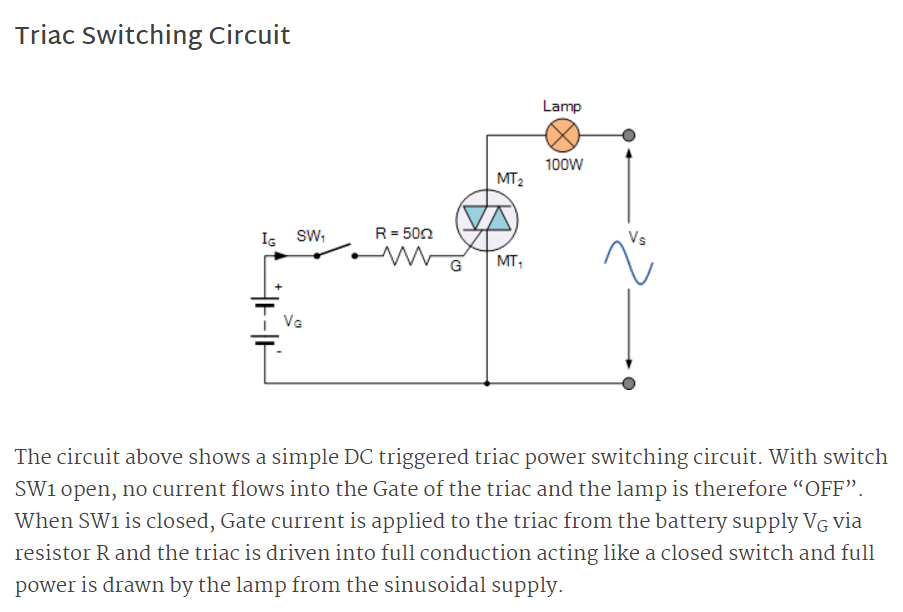 Triac Switching Circuit
Lamp
100W
MT₂
I_G SW₁ R = 50Ω
V_S
G MT₁
+
V_G
-
The circuit above shows a simple DC triggered triac power switching circuit. With switch
SW1 open, no current flows into the Gate of the triac and the lamp is therefore “OFF”.
When SW1 is closed, Gate current is applied to the triac from the battery supply V_G via
resistor R and the triac is driven into full conduction acting like a closed switch and full
power is drawn by the lamp from the sinusoidal supply.